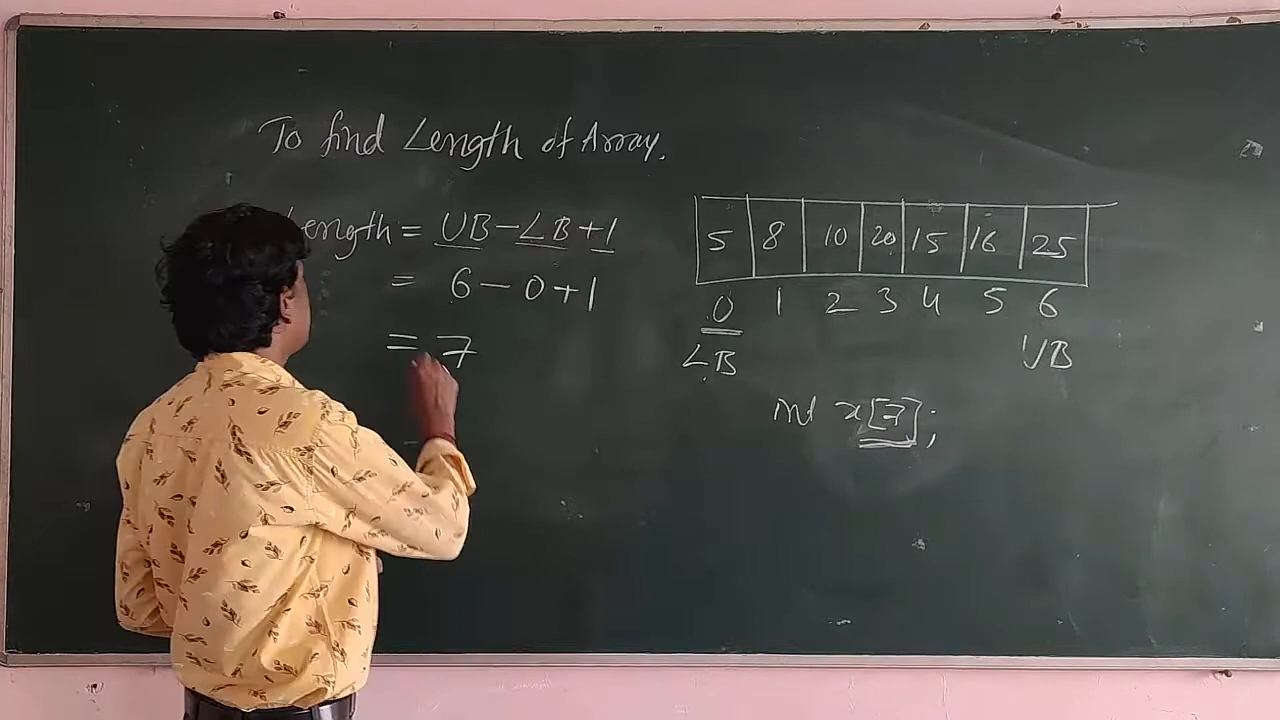 To find Length of Array.
Length = UB - LB + 1
= 6 - 0 + 1
= 7
5 8 10 20 15 16 25
0 1 2 3 4 5 6
LB UB
int x[7];